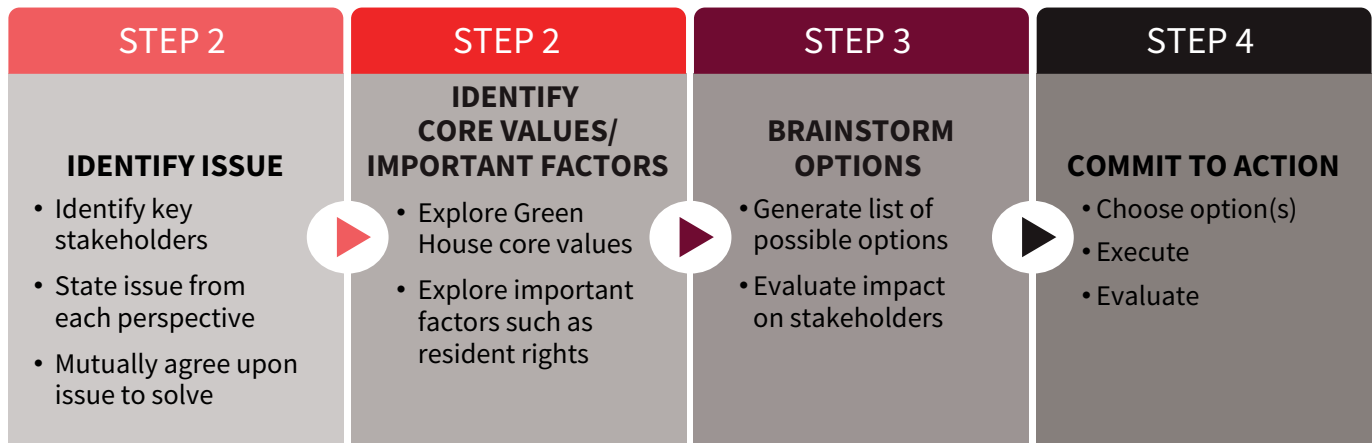 STEP 2
IDENTIFY ISSUE
• Identify key
stakeholders
• State issue from
each perspective
• Mutually agree upon
issue to solve
STEP 2
IDENTIFY
CORE VALUES/
IMPORTANT FACTORS
• Explore Green
House core values
• Explore important
factors such as
resident rights
STEP 3
BRAINSTORM
OPTIONS
• Generate list of
possible options
• Evaluate impact
on stakeholders
STEP 4
COMMIT TO ACTION
• Choose option(s)
• Execute
• Evaluate